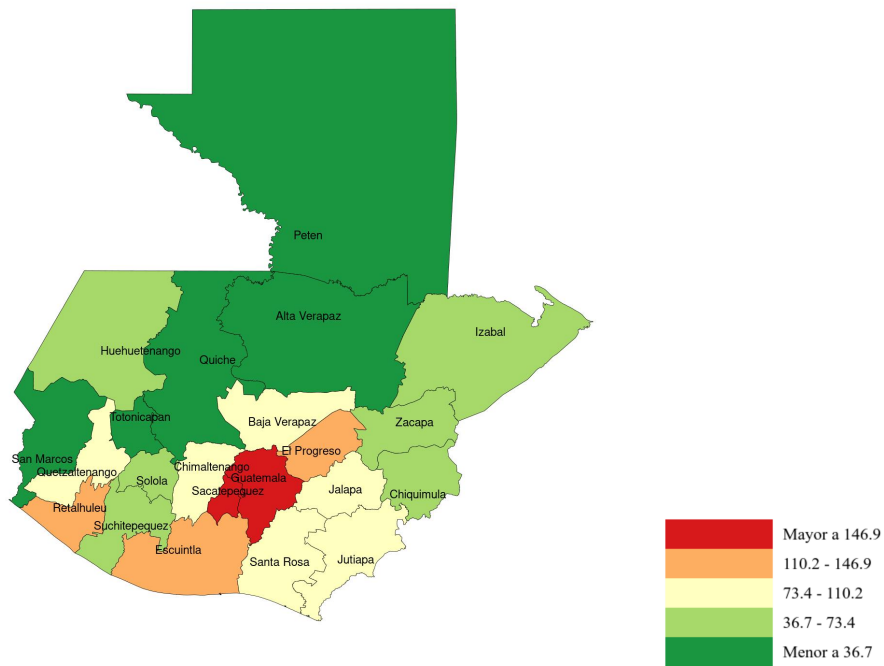 Peten
Alta Verapaz
Izabal
Huehuetenango
Quiche
Totonicapan
Baja Verapaz
Zacapa
El Progreso
San Marcos
Chimaltenango
Quetzaltenango
Guatemala
Solola
Sacatepequez
Jalapa
Chiquimula
Retalhuleu
Suchitepequez
Escuintla
Santa Rosa
Jutiapa
Mayor a 146.9
110.2 - 146.9
73.4 - 110.2
36.7 - 73.4
Menor a 36.7